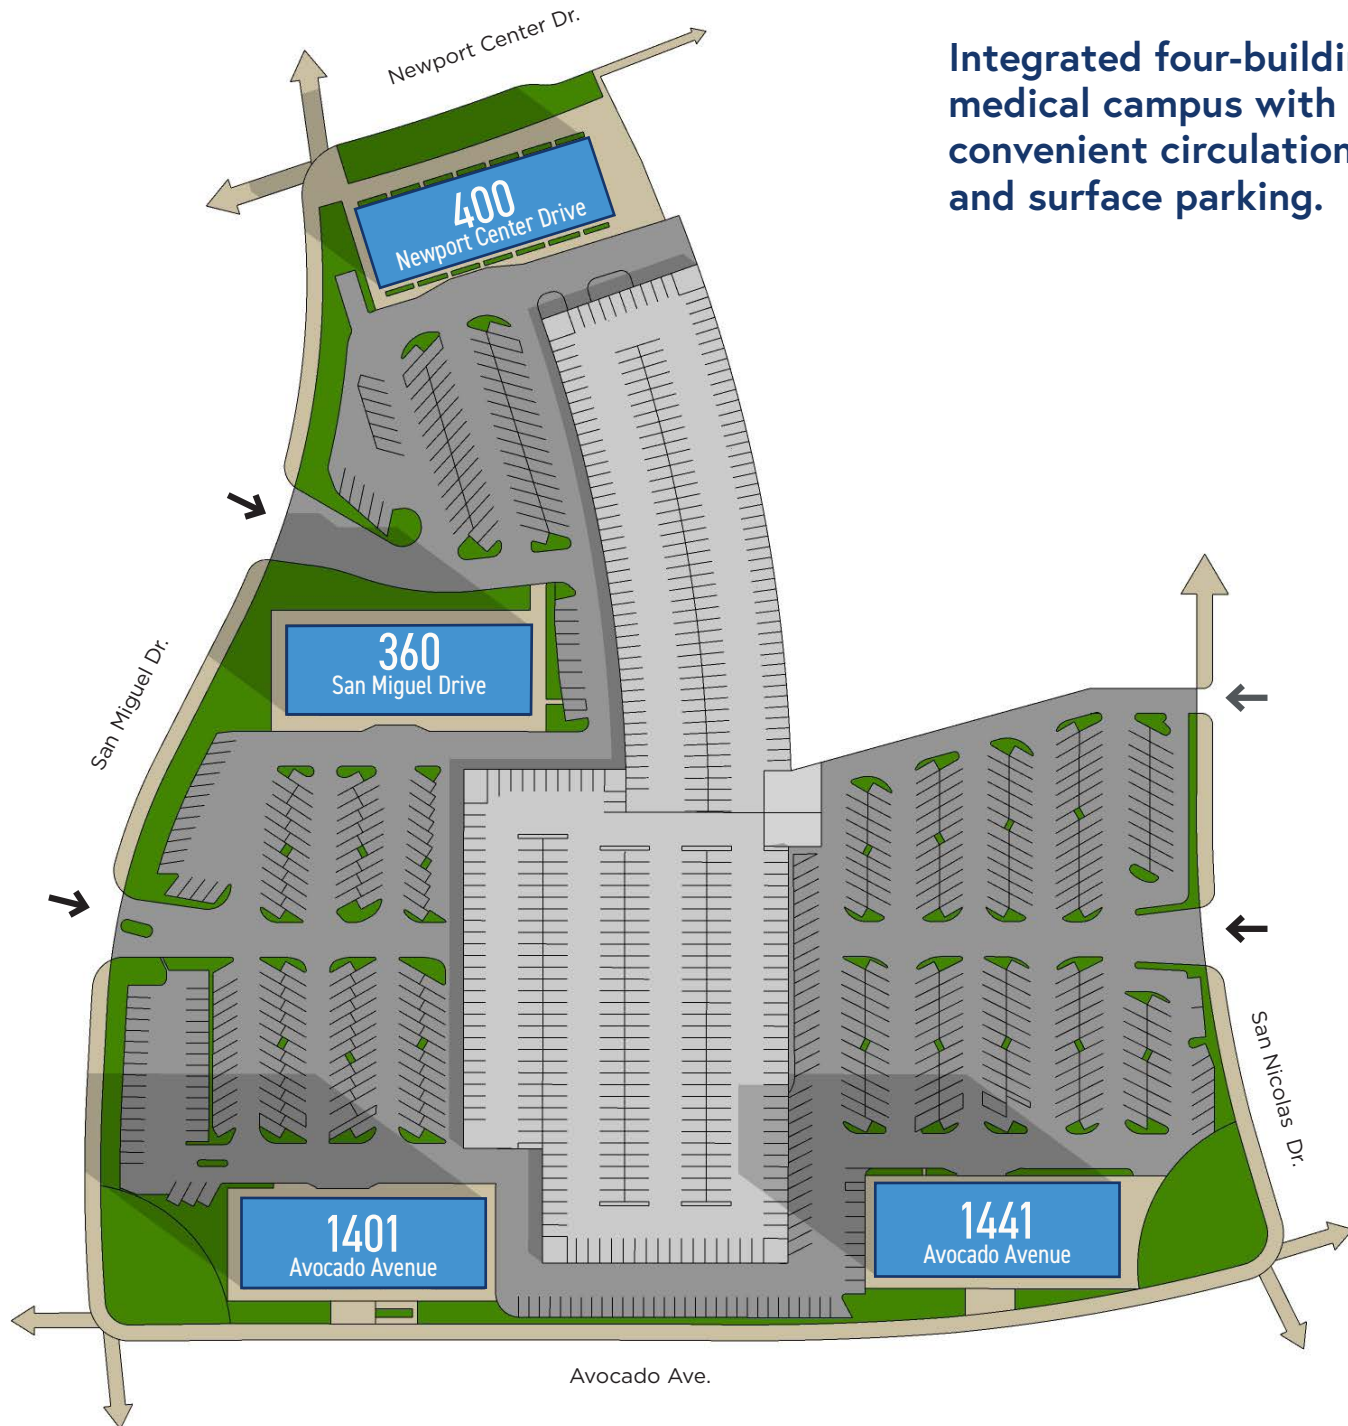 Newport Center Dr.
Integrated four-buildin
medical campus with
convenient circulation
and surface parking.
400
Newport Center Drive
360
San Miguel Drive
San Miguel Dr.
San Nicolas Dr.
1401
Avocado Avenue
1441
Avocado Avenue
Avocado Ave.